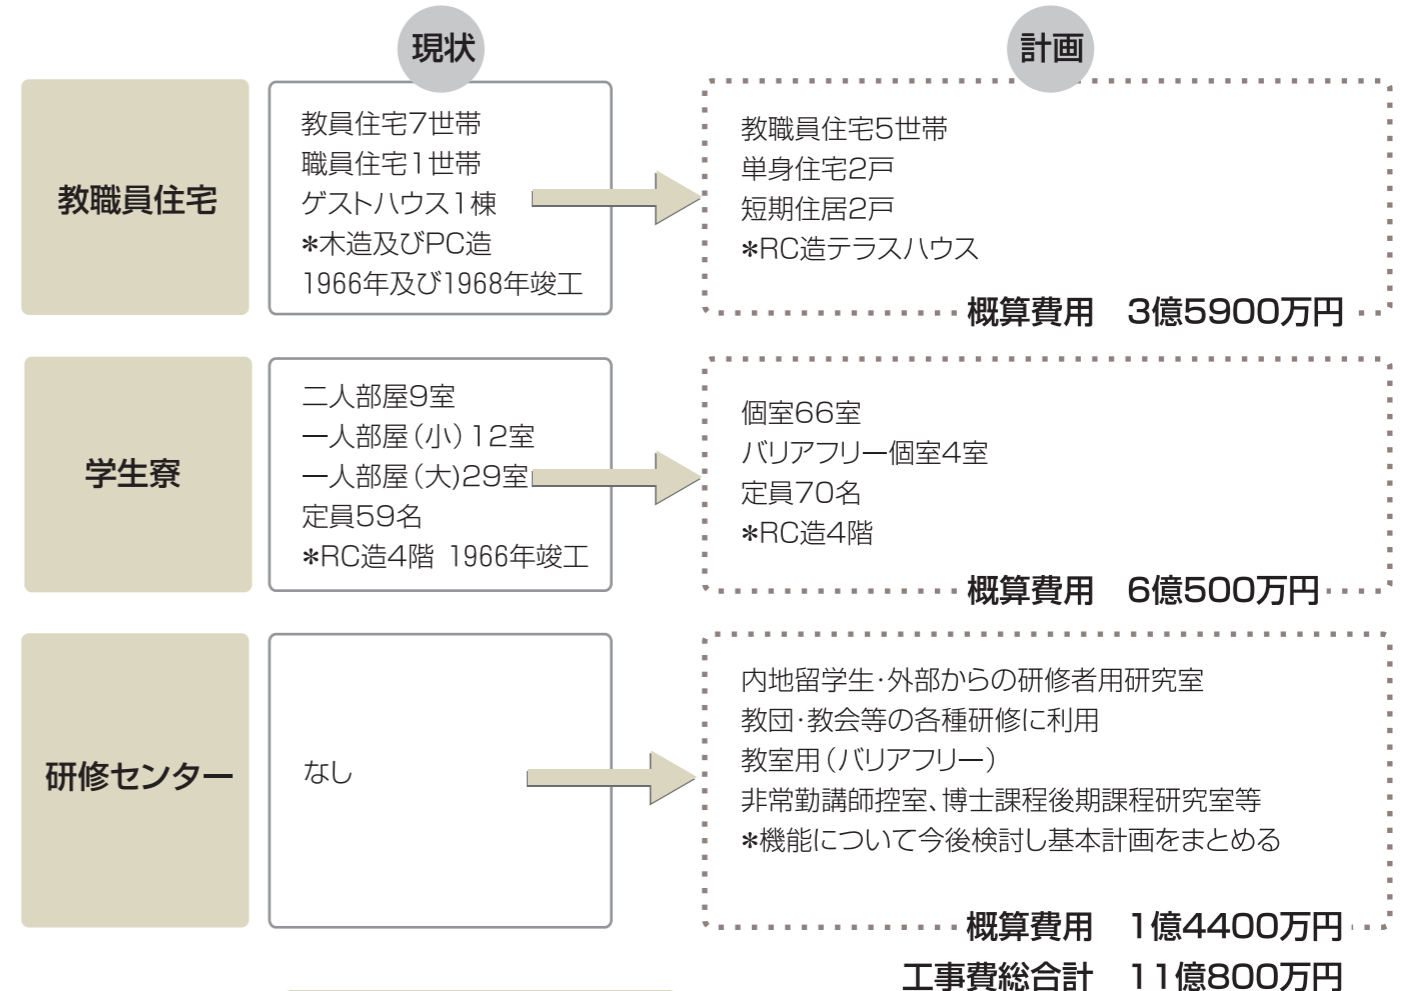 現状
計画
教職員住宅
教員住宅7世帯
職員住宅1世帯
ゲストハウス1棟
*木造及びPC造
1966年及び1968年竣工
教職員住宅5世帯
単身住宅2戸
短期住居2戸
*RC造テラスハウス
概算費用　3億5900万円
学生寮
二人部屋9室
一人部屋(小)12室
一人部屋(大)29室
定員59名
*RC造4階 1966年竣工
個室66室
バリアフリー個室4室
定員70名
*RC造4階
概算費用　6億500万円
研修センター
なし
内地留学生・外部からの研修者用研究室
教団・教会等の各種研修に利用
教室用(バリアフリー)
非常勤講師控室、博士課程後期課程研究室等
*機能について今後検討し基本計画をまとめる
概算費用　1億4400万円
工事費総合計　11億800万円